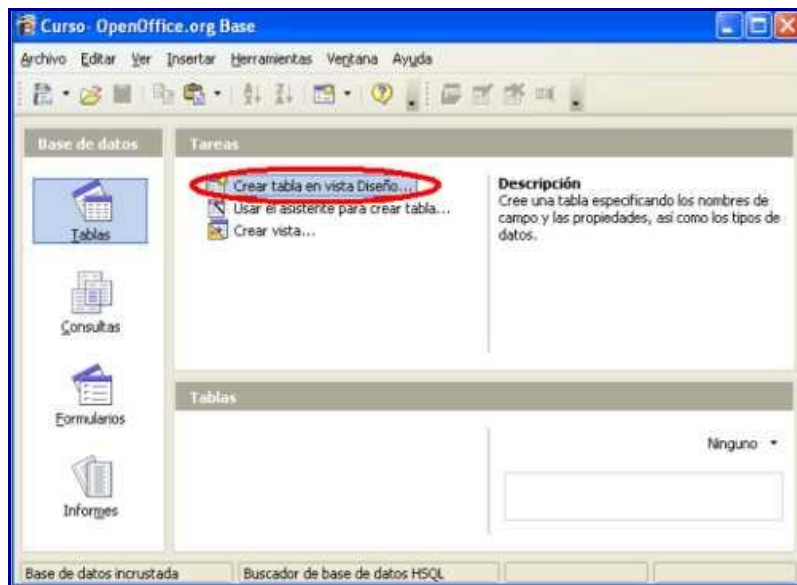 Curso- OpenOffice.org Base
Archivo Editar Ver Insertar Herramientas Ventana Ayuda
Base de datos
Tareas
Tablas
Consultas
Formularios
Informes
Crear tabla en vista Diseño...
Usar el asistente para crear tabla...
Crear vista...
Descripción
Cree una tabla especificando los nombres de
campo y las propiedades, así como los tipos de
datos.
Tablas
Ninguno
Base de datos incrustada
Buscador de base de datos HSQL